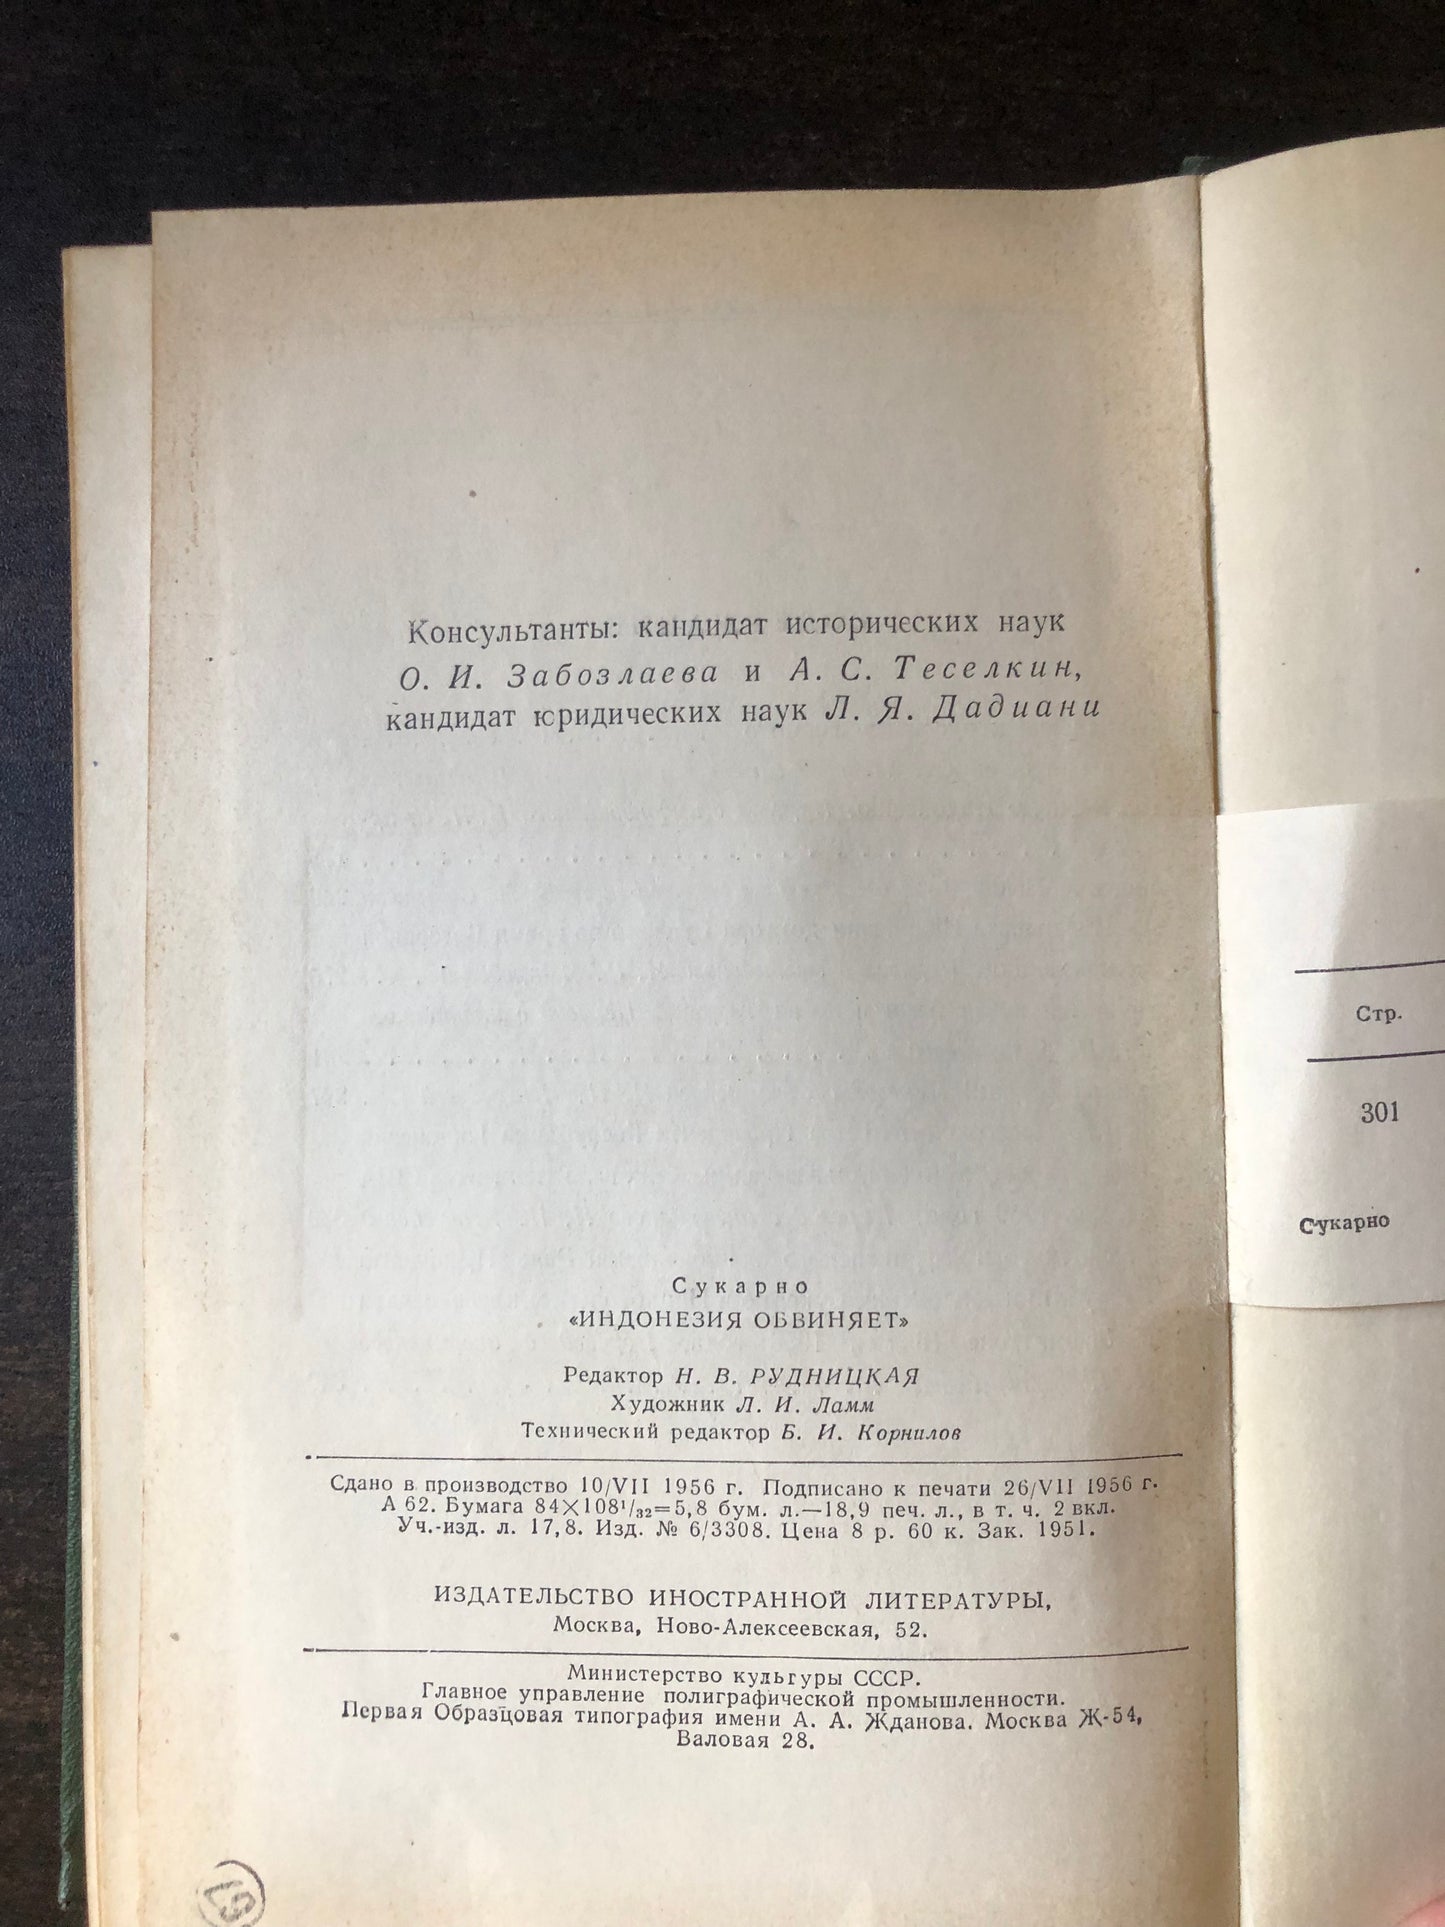 Консультанты: кандидат исторических наук
О. И. Забозлаева и А. С. Теселкин,
кандидат юридических наук Л. Я. Дадиани
Сукарно
«ИНДОНЕЗИЯ ОБВИНЯЕТ»
Редактор Н. В. РУДНИЦКАЯ
Художник Л. И. Ламм
Технический редактор Б. И. Корнилов
Сдано в производство 10/VII 1956 г. Подписано к печати 26/VII 1956 г.
А 62. Бумага 84×108¹/₃₂=5,8 бум. л.—18,9 печ. л., в т. ч. 2 вкл.
Уч.-изд. л. 17,8. Изд. № 6/3308. Цена 8 р. 60 к. Зак. 1951.
ИЗДАТЕЛЬСТВО ИНОСТРАННОЙ ЛИТЕРАТУРЫ,
Москва, Ново-Алексеевская, 52.
Министерство культуры СССР.
Главное управление полиграфической промышленности.
Первая Образцовая типография имени А. А. Жданова. Москва Ж-54,
Валовая 28.
Стр.
301
Сукарно